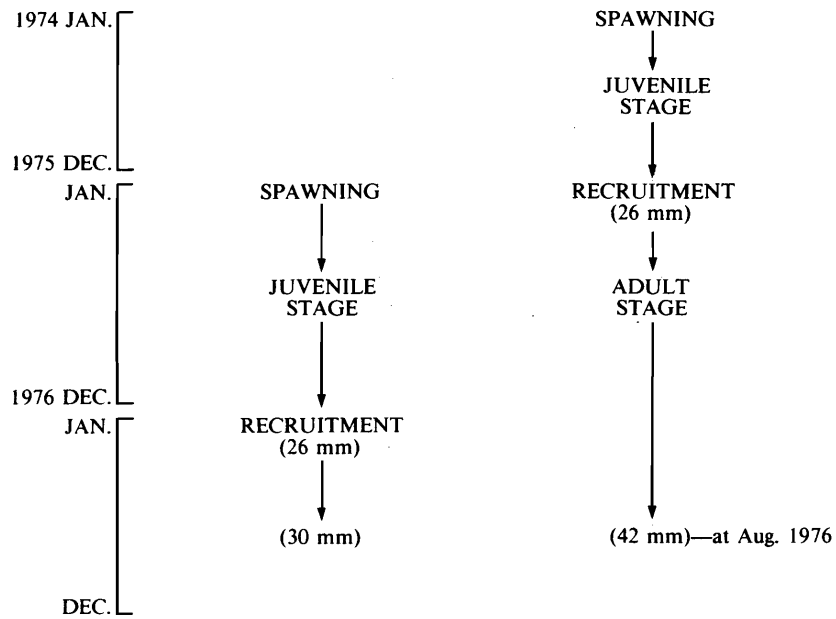 1974 JAN.
SPAWNING
JUVENILE
STAGE
1975 DEC.
JAN.
SPAWNING
RECRUITMENT
(26 mm)
JUVENILE
STAGE
ADULT
STAGE
1976 DEC.
JAN.
RECRUITMENT
(26 mm)
(30 mm)
(42 mm)—at Aug. 1976
DEC.